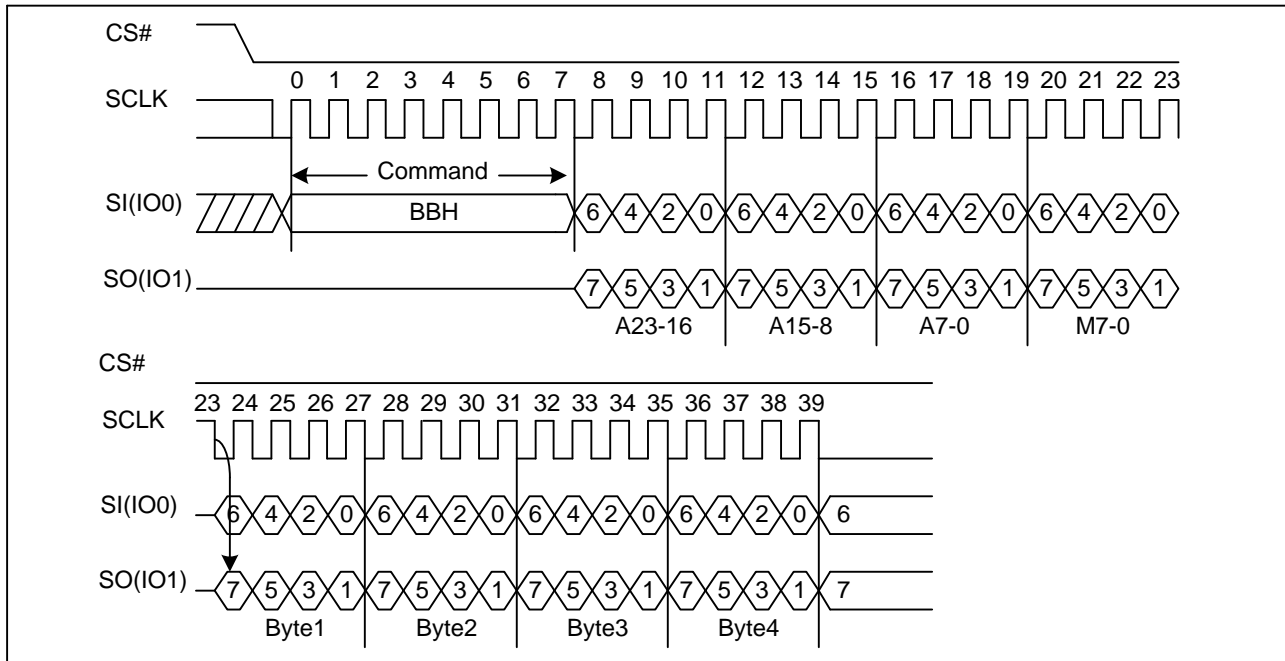 CS#
0 1 2 3 4 5 6 7 8 9 10 11 12 13 14 15 16 17 18 19 20 21 22 23
SCLK
Command
SI(IO0) BBH 6 4 2 0 6 4 2 0 6 4 2 0 6 4 2 0
SO(IO1) 7 5 3 1 7 5 3 1 7 5 3 1 7 5 3 1
A23-16 A15-8 A7-0 M7-0
CS#
23 24 25 26 27 28 29 30 31 32 33 34 35 36 37 38 39
SCLK
SI(IO0) 6 4 2 0 6 4 2 0 6 4 2 0 6 4 2 0 6
SO(IO1) 7 5 3 1 7 5 3 1 7 5 3 1 7 5 3 1 7
Byte1 Byte2 Byte3 Byte4